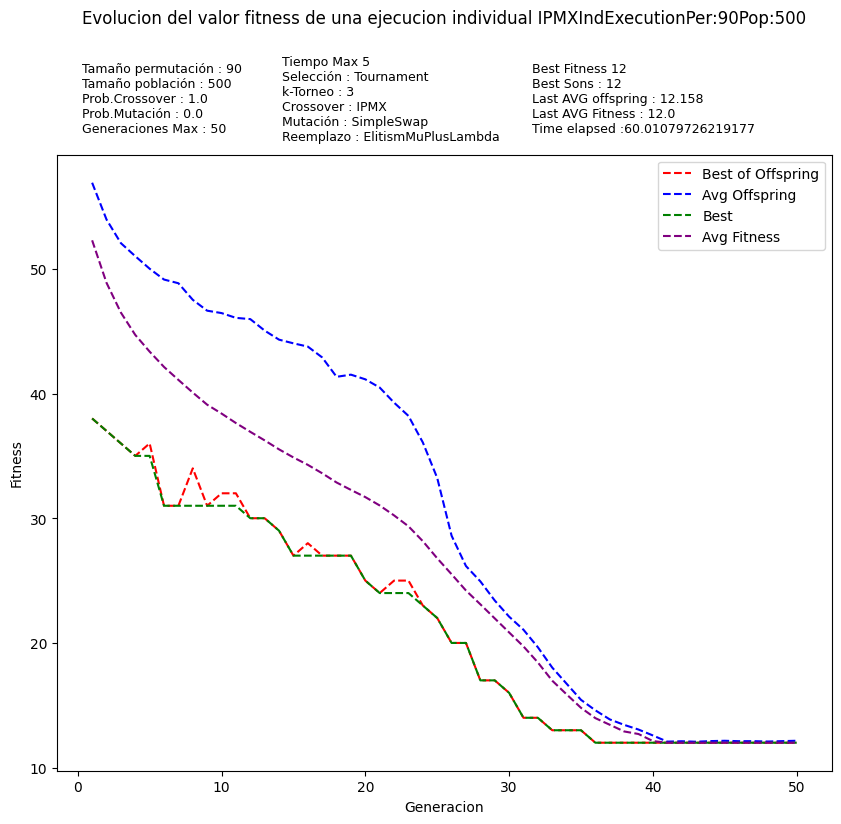 Evolucion del valor fitness de una ejecucion individual IPMXIndExecutionPer:90Pop:500
Tamaño permutación : 90
Tamaño población : 500
Prob.Crossover : 1.0
Prob.Mutación : 0.0
Generaciones Max : 50
Tiempo Max 5
Selección : Tournament
k-Torneo : 3
Crossover : IPMX
Mutación : SimpleSwap
Reemplazo : ElitismMuPlusLambda
Best Fitness 12
Best Sons : 12
Last AVG offspring : 12.158
Last AVG Fitness : 12.0
Time elapsed :60.01079726219177
Best of Offspring
Avg Offspring
Best
Avg Fitness
50
40
30
20
10
Fitness
0
10
20
30
40
50
Generacion